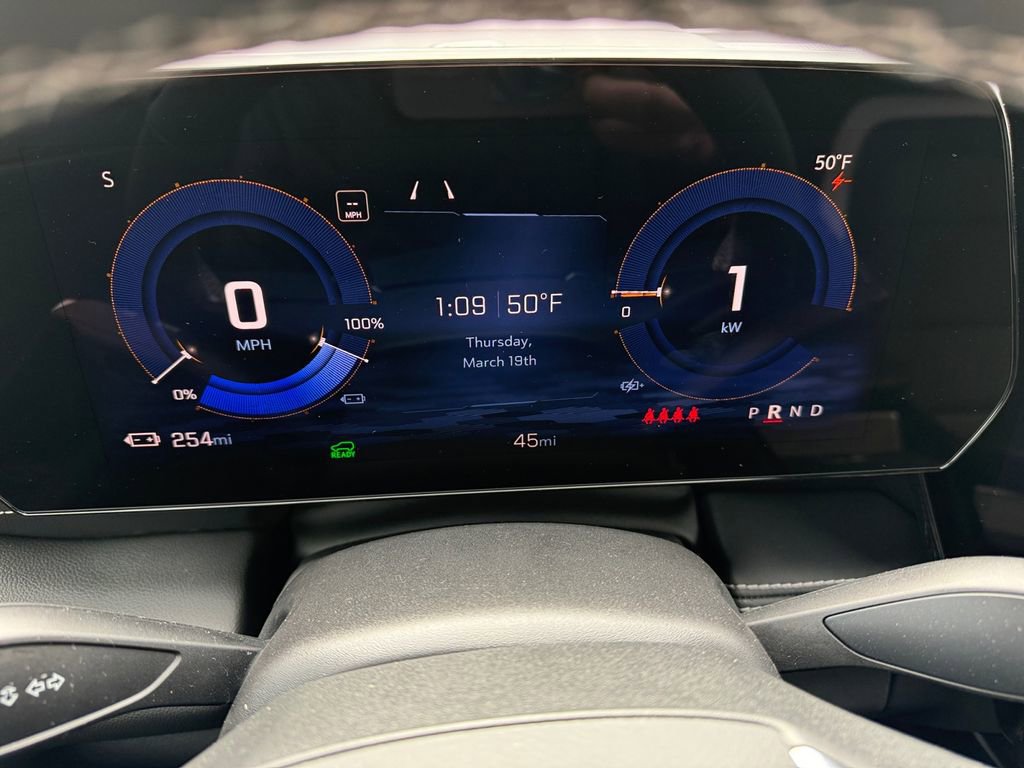 S
50°F
--
MPH
0
MPH
100%
0%
254mi
READY
1:09 50°F
Thursday,
March 19th
45mi
0
1
kW
P R N D